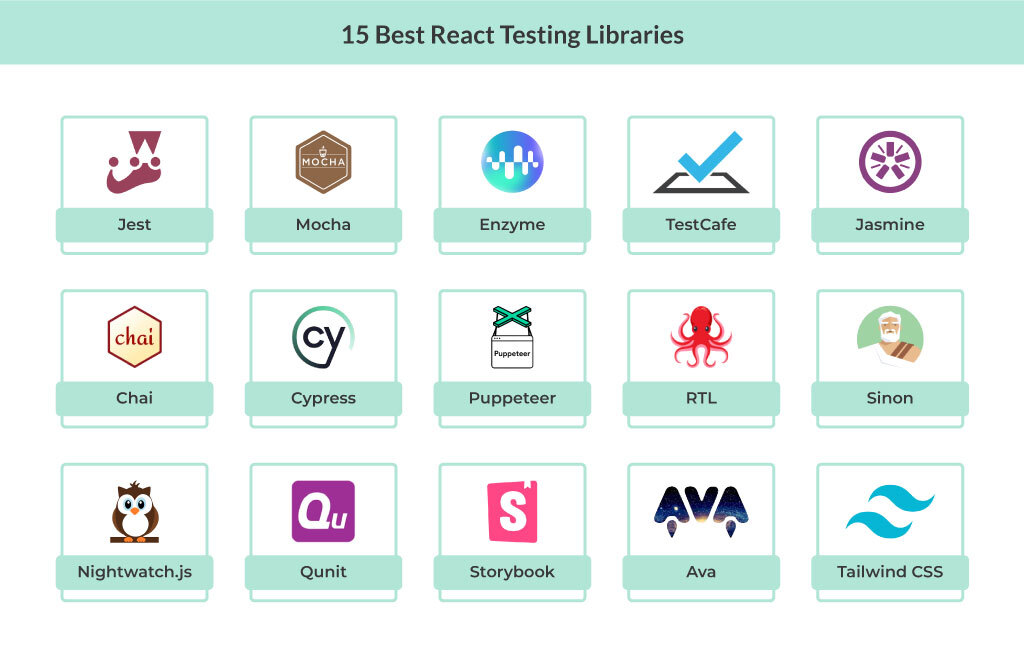 15 Best React Testing Libraries
MOCHA
Jest
Mocha
Enzyme
TestCafe
Jasmine
chai
cy
Puppeteer
Chai
Cypress
Puppeteer
RTL
Sinon
Qu
S
AVA
Nightwatch.js
Qunit
Storybook
Ava
Tailwind CSS